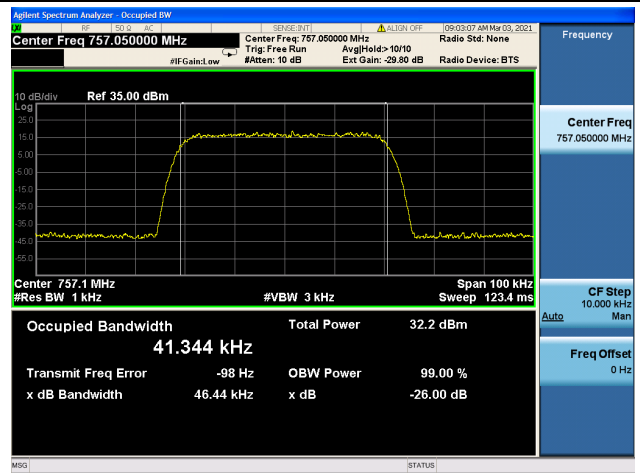 Agilent Spectrum Analyzer - Occupied BW
RF 50 Ω AC SENSE:INT ALIGN OFF 09:03:07 AM Mar 03, 2021
Center Freq 757.050000 MHz
Center Freq: 757.050000 MHz Radio Std: None
Trig: Free Run Avg|Hold:> 10/10
#IFGain:Low #Atten: 10 dB Ext Gain: -29.80 dB Radio Device: BTS
10 dB/div Ref 35.00 dBm
Log
25.0
15.0
5.00
-5.00
-15.0
-25.0
-35.0
-45.0
-55.0
Center 757.1 MHz Span 100 kHz
#Res BW 1 kHz #VBW 3 kHz Sweep 123.4 ms
Occupied Bandwidth Total Power 32.2 dBm
41.344 kHz
Transmit Freq Error -98 Hz OBW Power 99.00 %
x dB Bandwidth 46.44 kHz x dB -26.00 dB
MSG STATUS
Frequency
Center Freq
757.050000 MHz
CF Step
10.000 kHz
Auto Man
Freq Offset
0 Hz